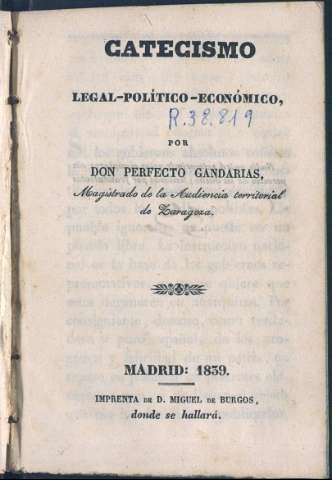 CATECISMO
LEGAL-POLÍTICO-ECONÓMICO,
R.38.819
POR
DON PERFECTO GANDARIAS,
Magistrado de la Audiencia territorial
de Zaragoza.
MADRID: 1839.
IMPRENTA DE D. MIGUEL DE BURGOS,
donde se hallará.